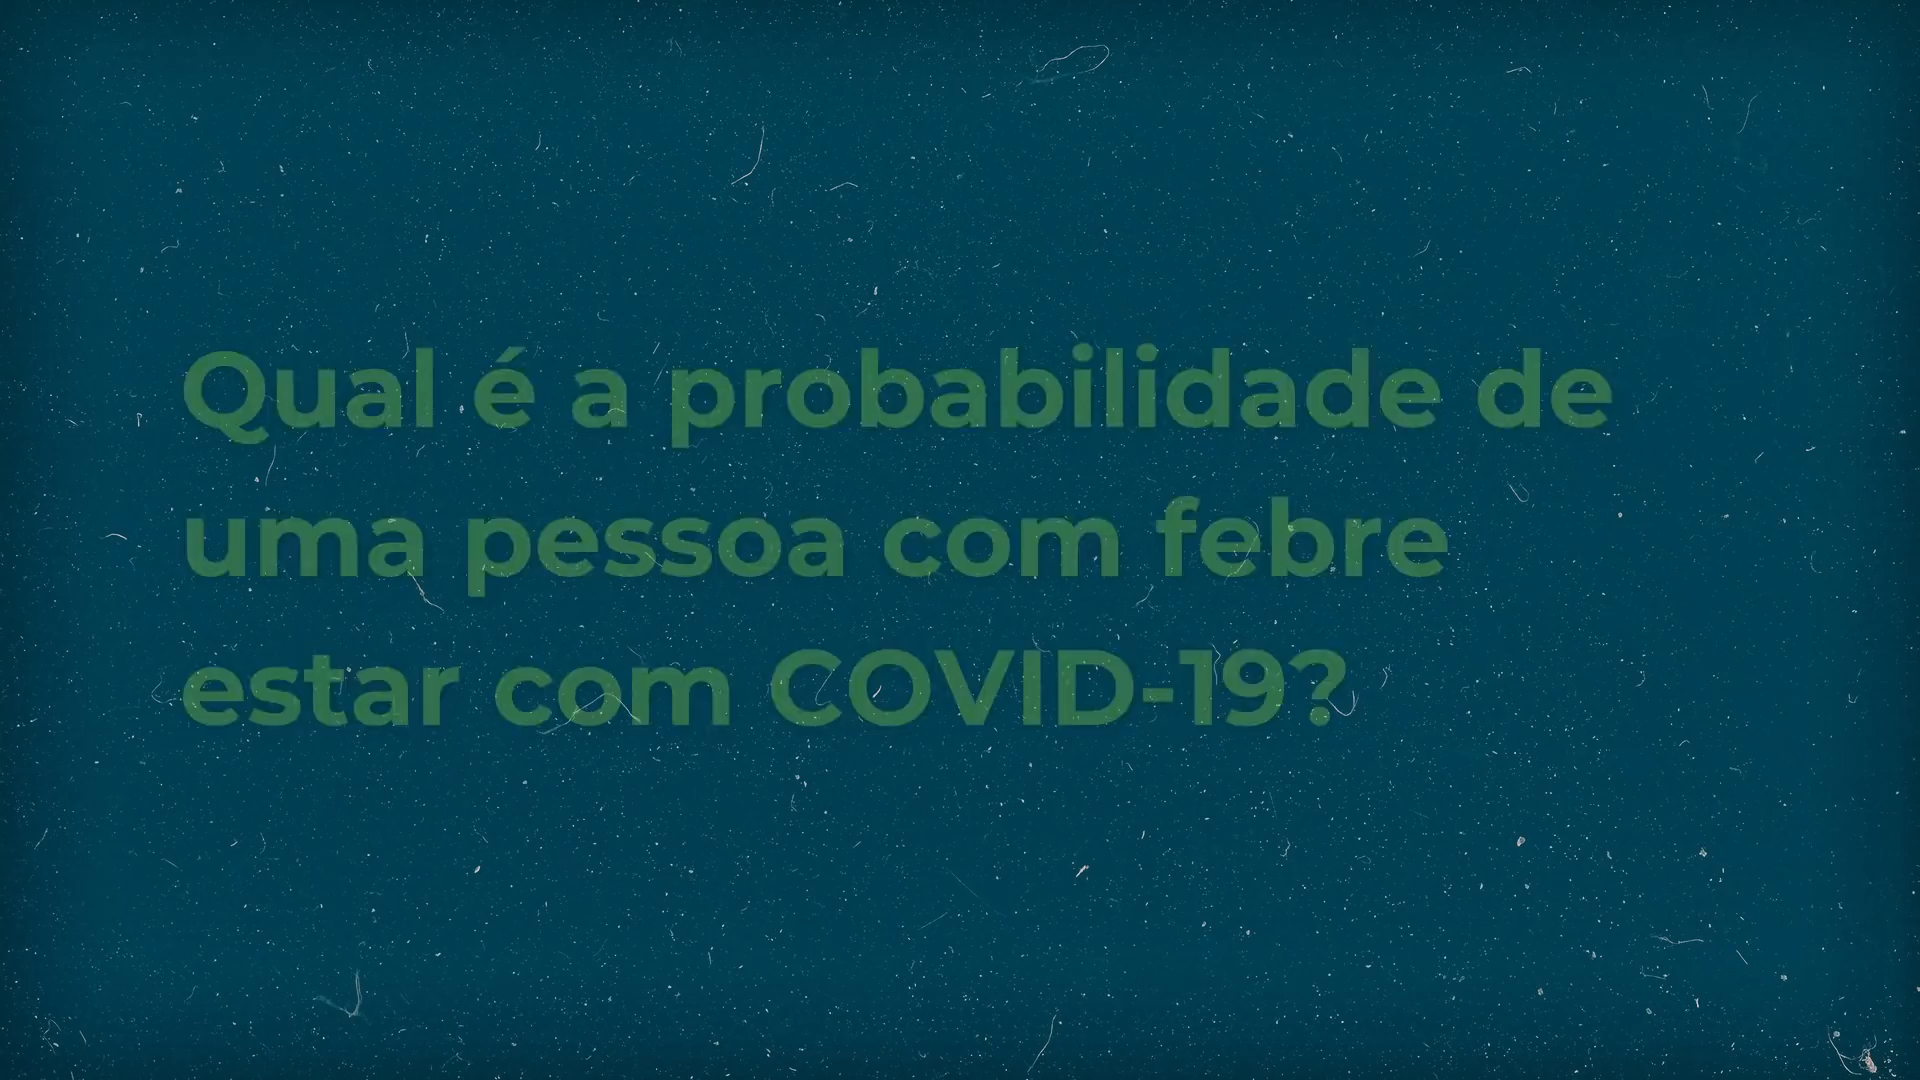 Qual é a probabilidade de
uma pessoa com febre
estar com COVID-19?